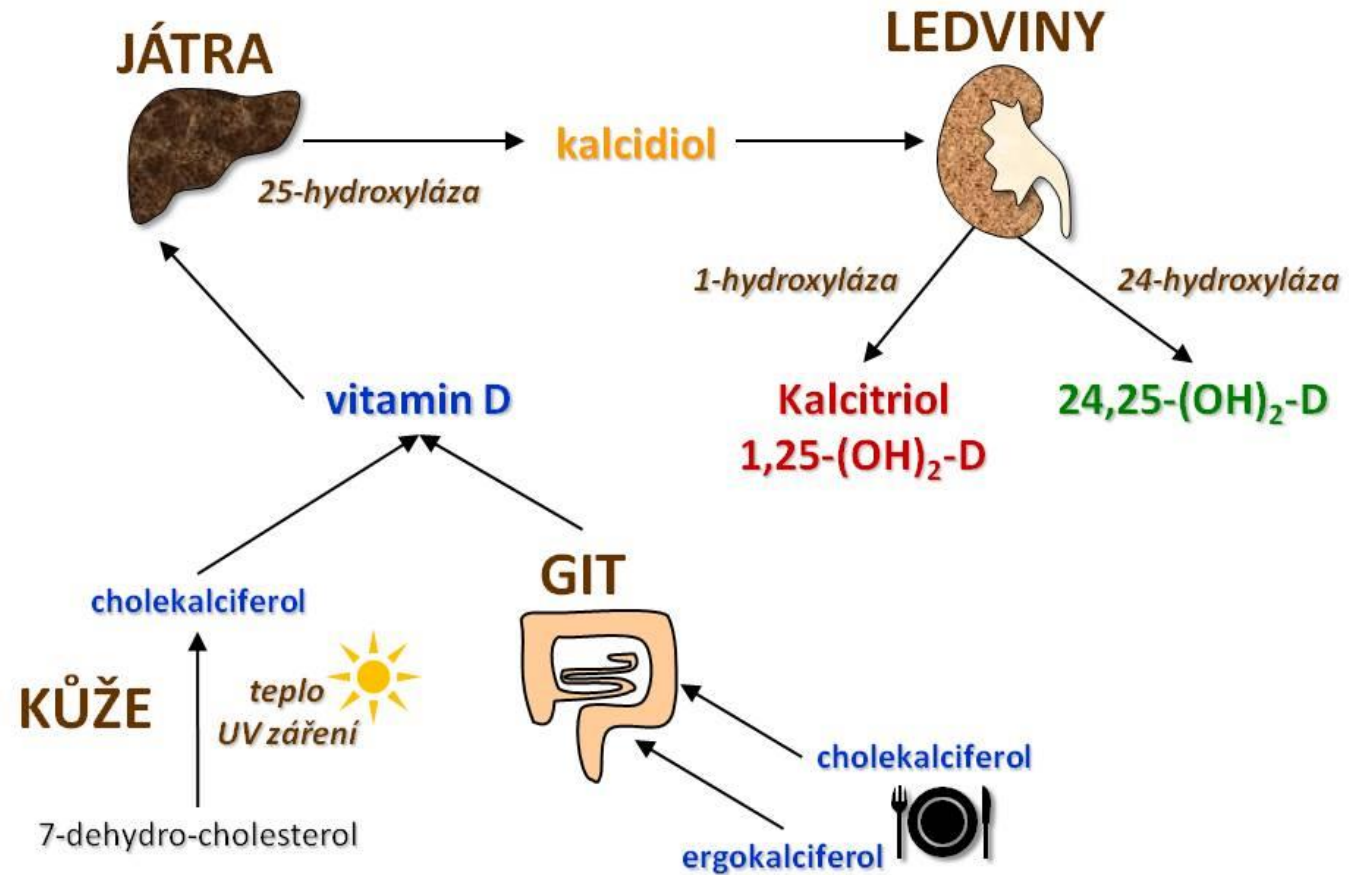 JÁTRA
LEDVINY
kalcidiol
25-hydroxyláza
1-hydroxyláza
24-hydroxyláza
vitamin D
Kalcitriol
1,25-(OH)₂-D
24,25-(OH)₂-D
GIT
cholekalciferol
KŮŽE
teplo
UV záření
cholekalciferol
7-dehydro-cholesterol
ergokalciferol